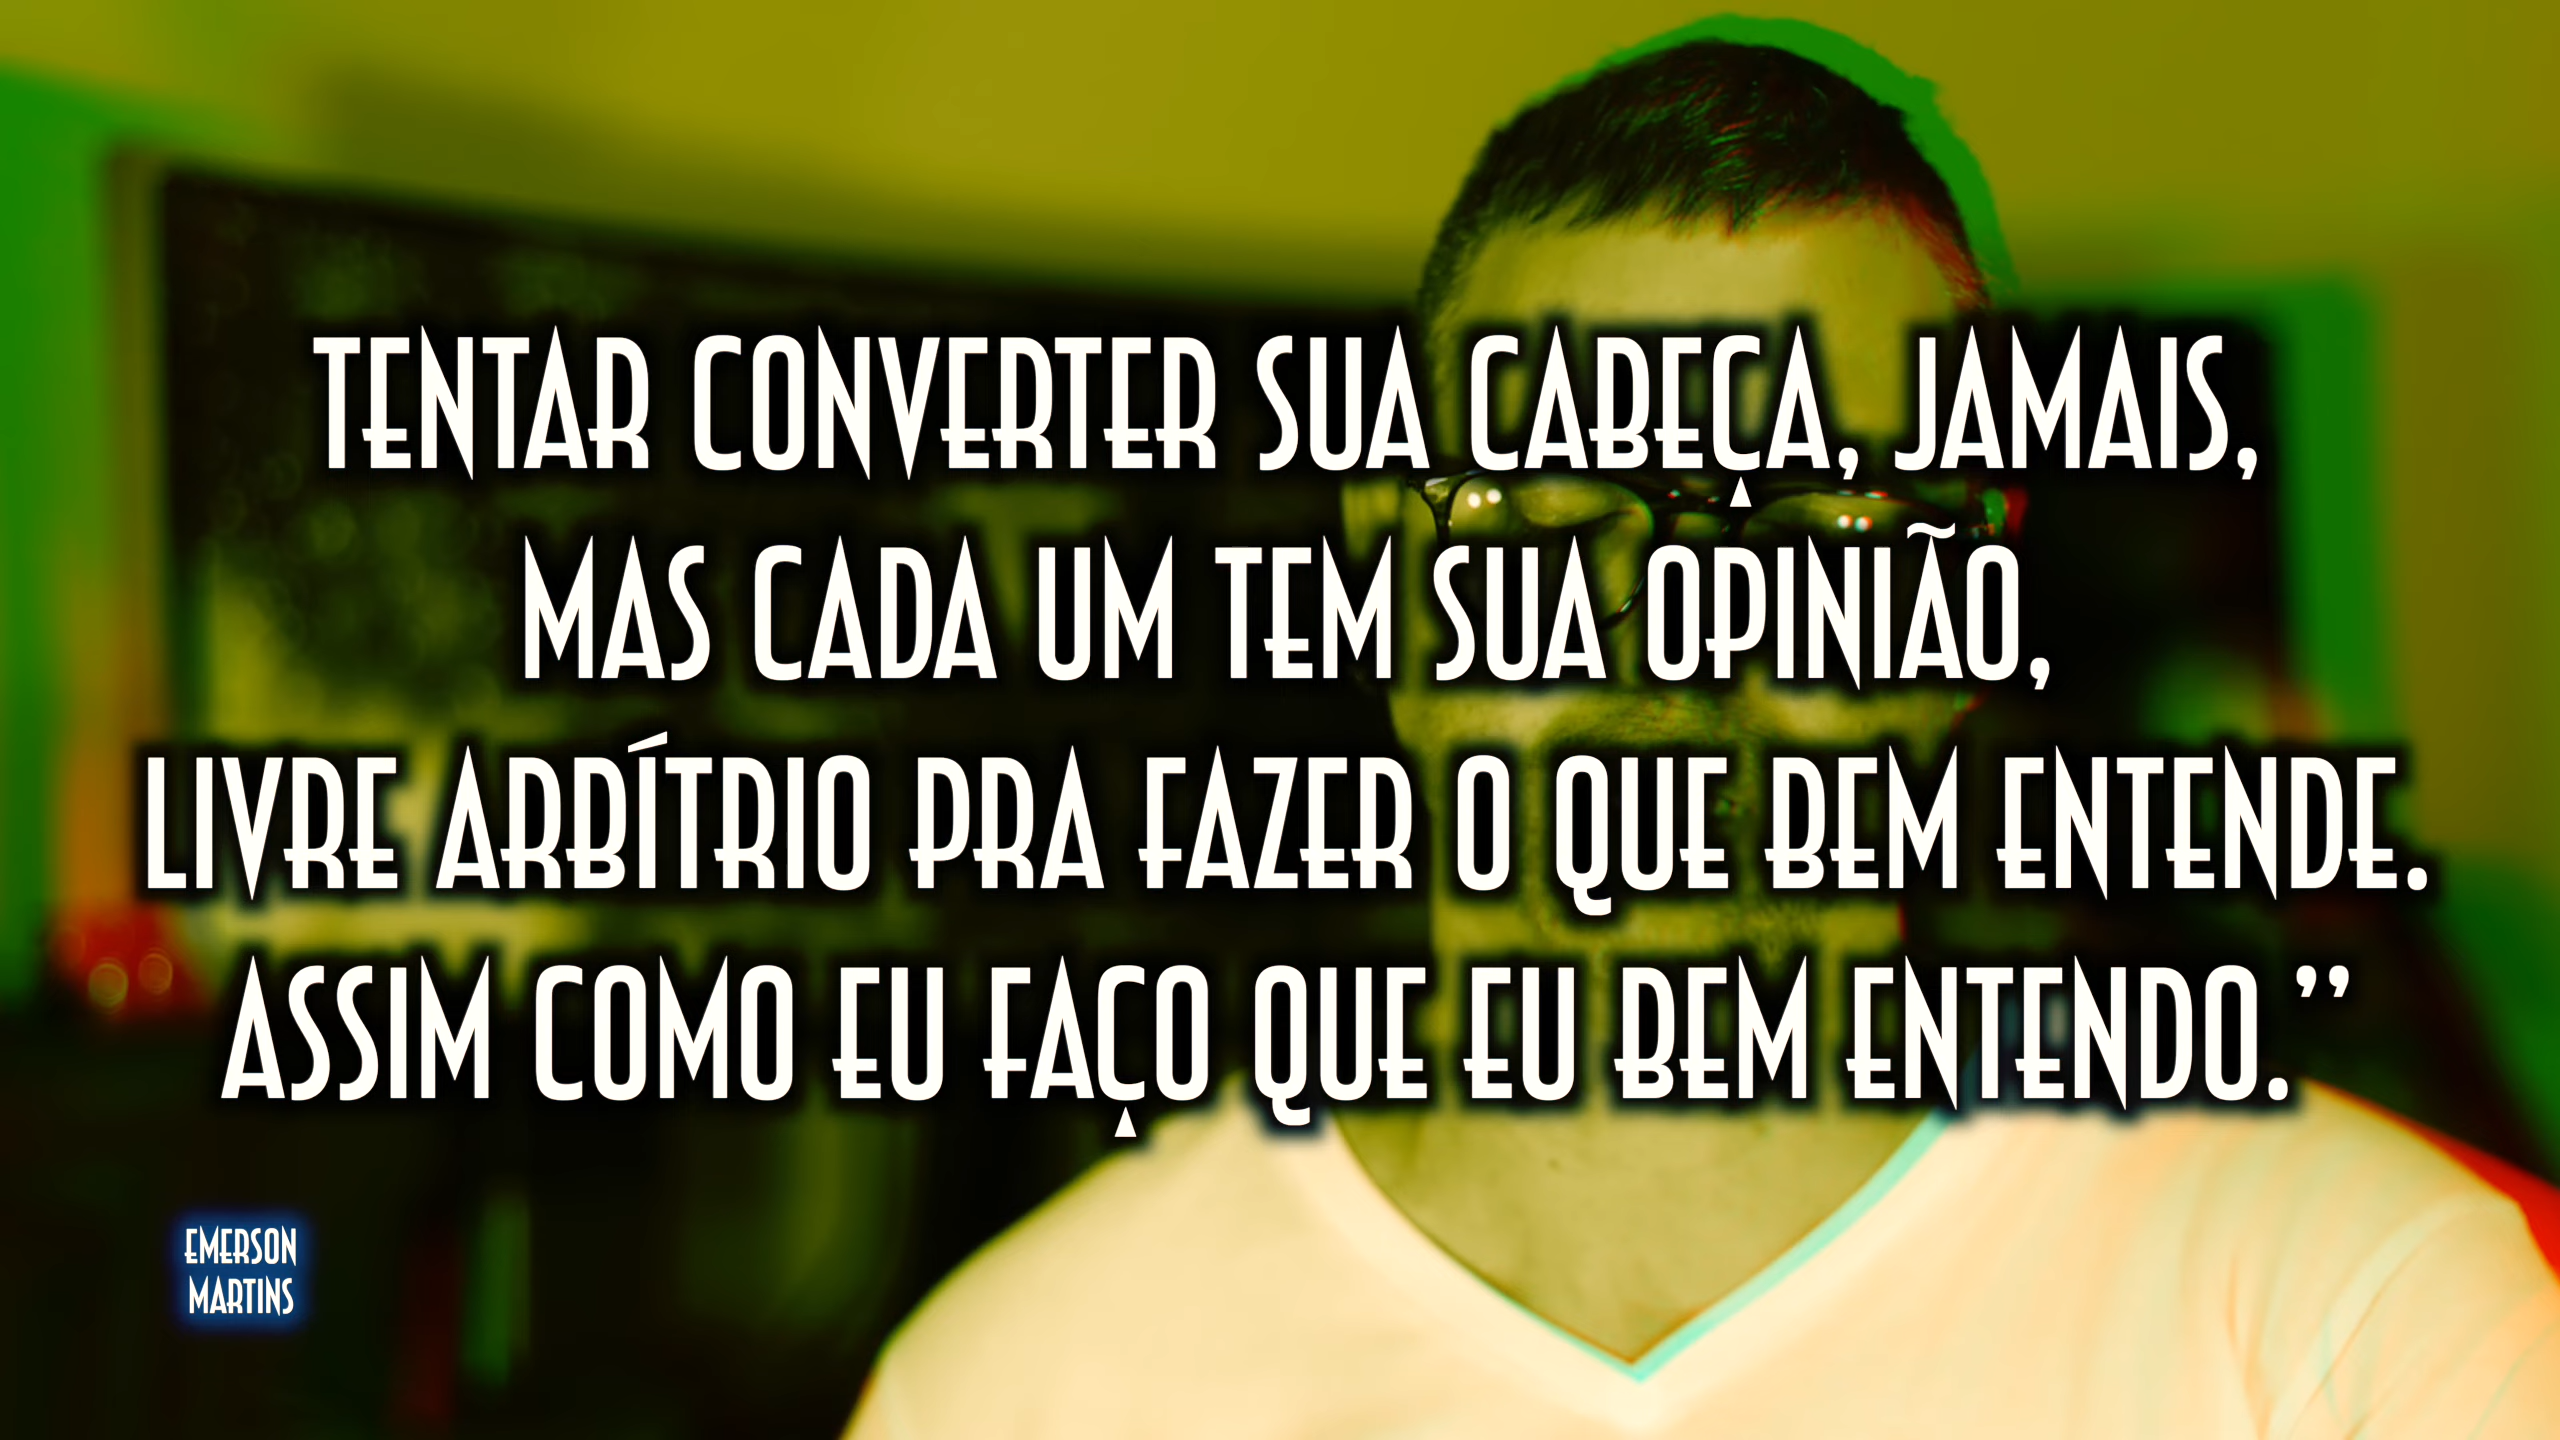 TENTAR CONVERTER SUA CABEÇA, JAMAIS,
MAS CADA UM TEM SUA OPINIÃO,
LIVRE ARBÍTRIO PRA FAZER O QUE BEM ENTENDE.
ASSIM COMO EU FAÇO QUE EU BEM ENTENDO.”
EMERSON
MARTINS